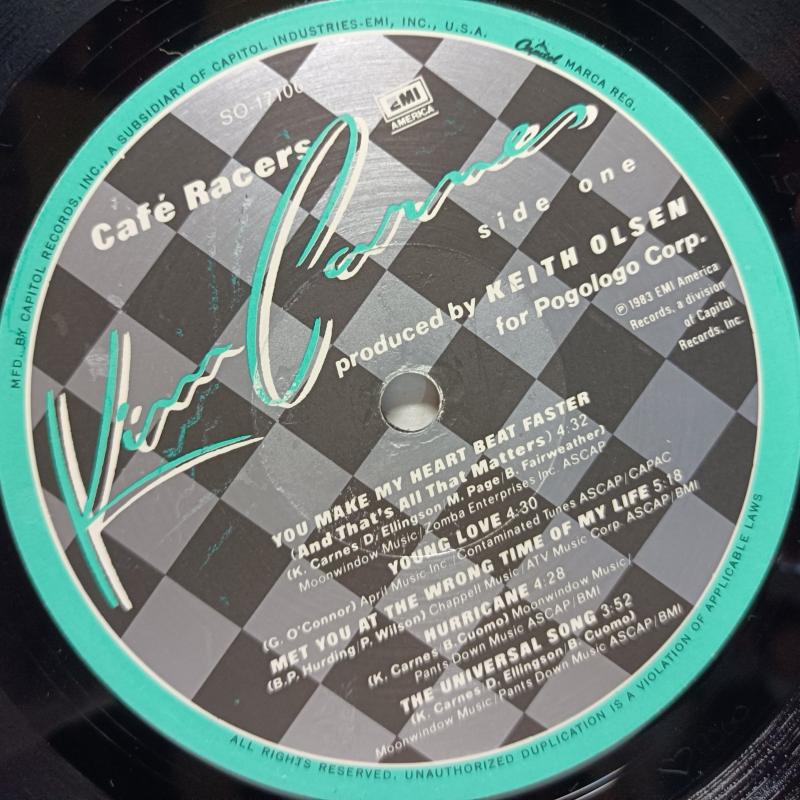 MFD. BY CAPITOL RECORDS, INC., A SUBSIDIARY OF CAPITOL INDUSTRIES-EMI, INC., U.S.A.
Capitol MARCA REG.
SO-17106
EMI
AMERICA
Café Racers
Kim Carnes
side one
produced by KEITH OLSEN
for Pogologo Corp.
Ⓟ1983 EMI America
Records, a division
of Capitol
Records, Inc.
YOU MAKE MY HEART BEAT FASTER
(And That's All That Matters) 4:32
(K. Carnes/D. Ellingson/M. Page/B. Fairweather)
Moonwindow Music/Zomba Enterprises Inc. ASCAP
YOUNG LOVE 4:30
(G. O'Connor) April Music Inc./Contaminated Tunes ASCAP/CAPAC
MET YOU AT THE WRONG TIME OF MY LIFE 5:18
(B.P. Hurding/P. Wilson) Chappell Music/ATV Music Corp. ASCAP/BMI
HURRICANE 4:28
(K. Carnes/B. Cuomo) Moonwindow Music/
Pants Down Music ASCAP/BMI
THE UNIVERSAL SONG 3:52
(K. Carnes/D. Ellingson/B. Cuomo)
Moonwindow Music/Pants Down Music ASCAP/BMI
ALL RIGHTS RESERVED. UNAUTHORIZED DUPLICATION IS A VIOLATION OF APPLICABLE LAWS